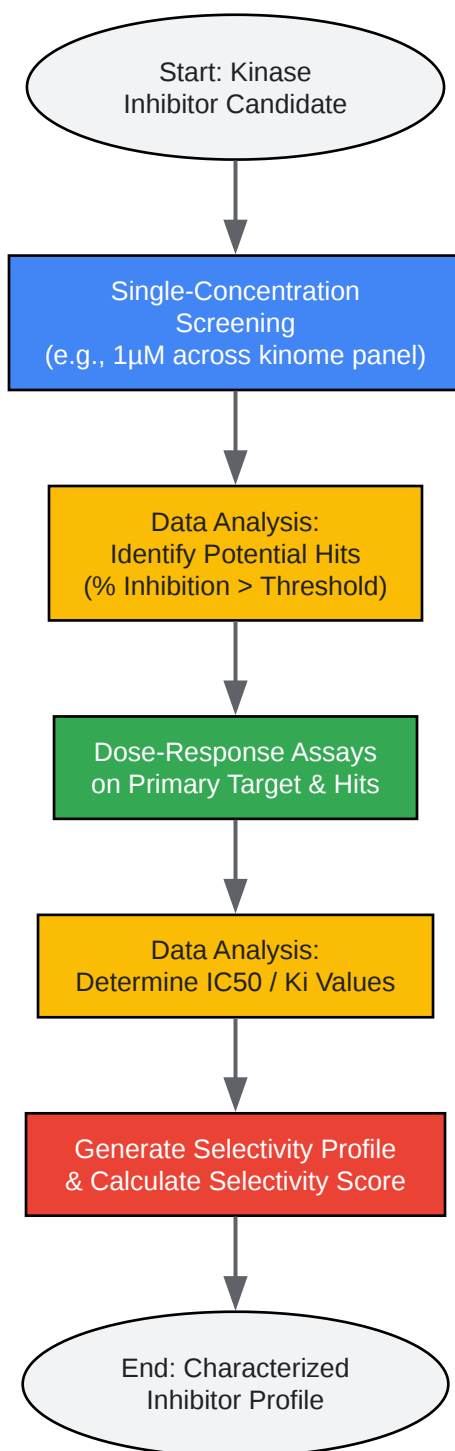 Start: Kinase
Inhibitor Candidate
Single-Concentration
Screening
(e.g., 1µM across kinome panel)
Data Analysis:
Identify Potential Hits
(% Inhibition > Threshold)
Dose-Response Assays
on Primary Target & Hits
Data Analysis:
Determine IC50 / Ki Values
Generate Selectivity Profile
& Calculate Selectivity Score
End: Characterized
Inhibitor Profile